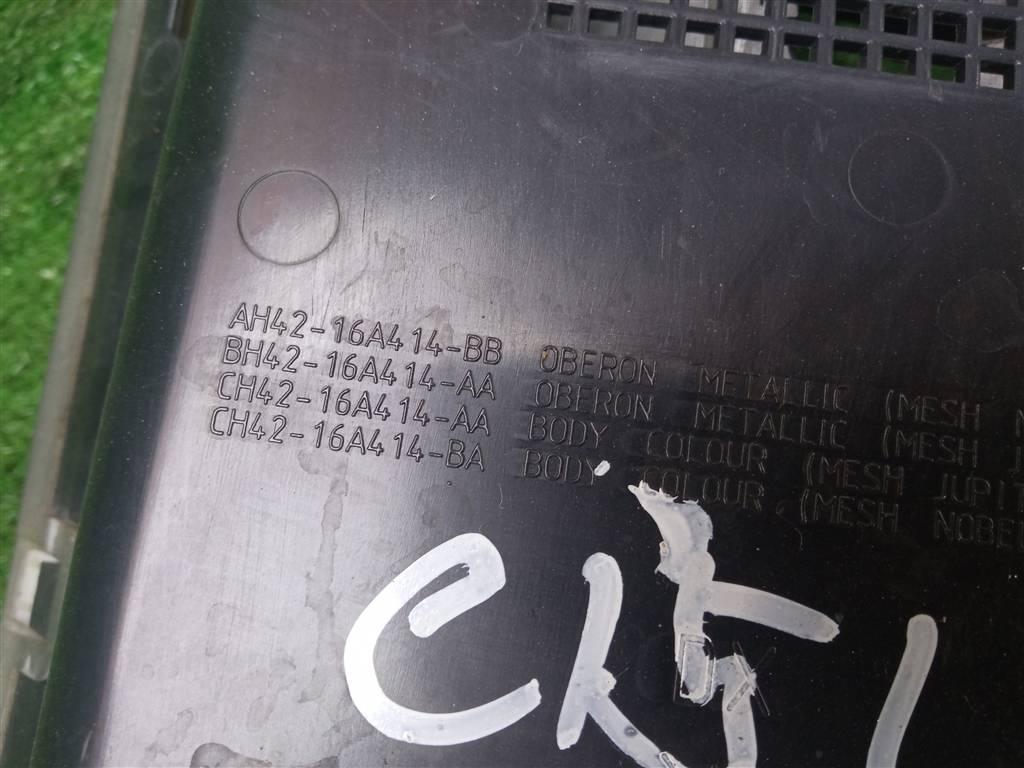 AH42-16A414-BB OBERON METALLIC (MESH
BH42-16A414-AA OBERON METALLIC (MESH
CH42-16A414-AA BODY COLOUR (MESH
CH42-16A414-BA BODY COLOUR (MESH